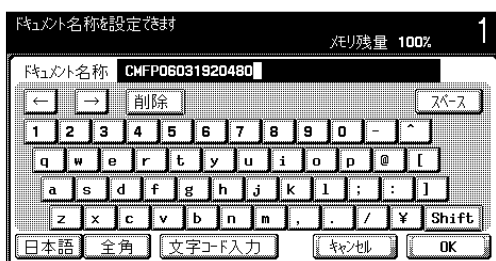 ﾄﾞｷｭﾒﾝﾄ名称を設定できます
ﾒﾓﾘ残量 100% 1
ﾄﾞｷｭﾒﾝﾄ名称 CMFP06031920480
← → 削除 ｽﾍﾟｰｽ
1 2 3 4 5 6 7 8 9 0 - ^
q w e r t y u i o p @ [
a s d f g h j k l ; : ]
z x c v b n m , . / ¥ Shift
日本語 全角 文字ｺｰﾄﾞ入力 ｷｬﾝｾﾙ OK